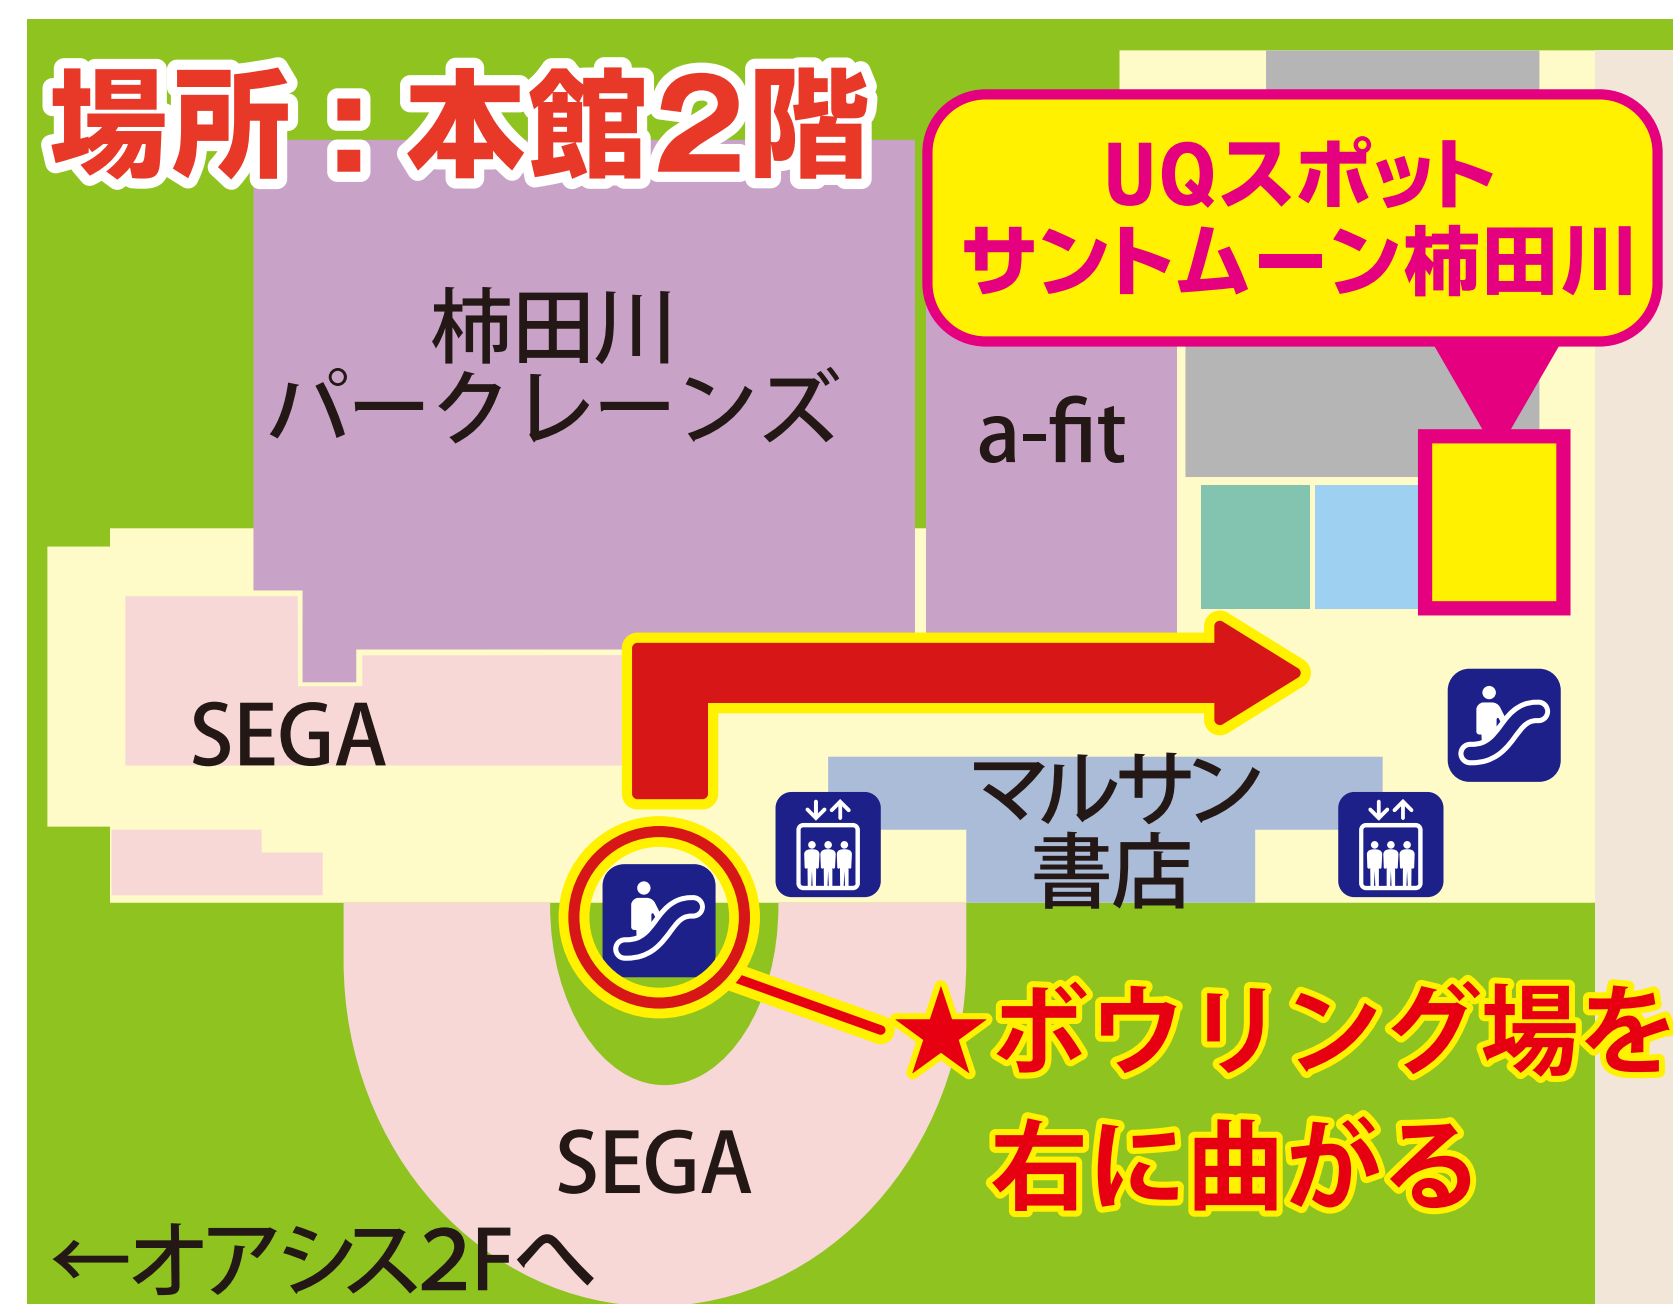 場所：本館2階
UQスポット
サントムーン柿田川
柿田川
パークレーンズ
a-fit
SEGA
マルサン
書店
★ボウリング場を
右に曲がる
SEGA
←オアシス2Fへ